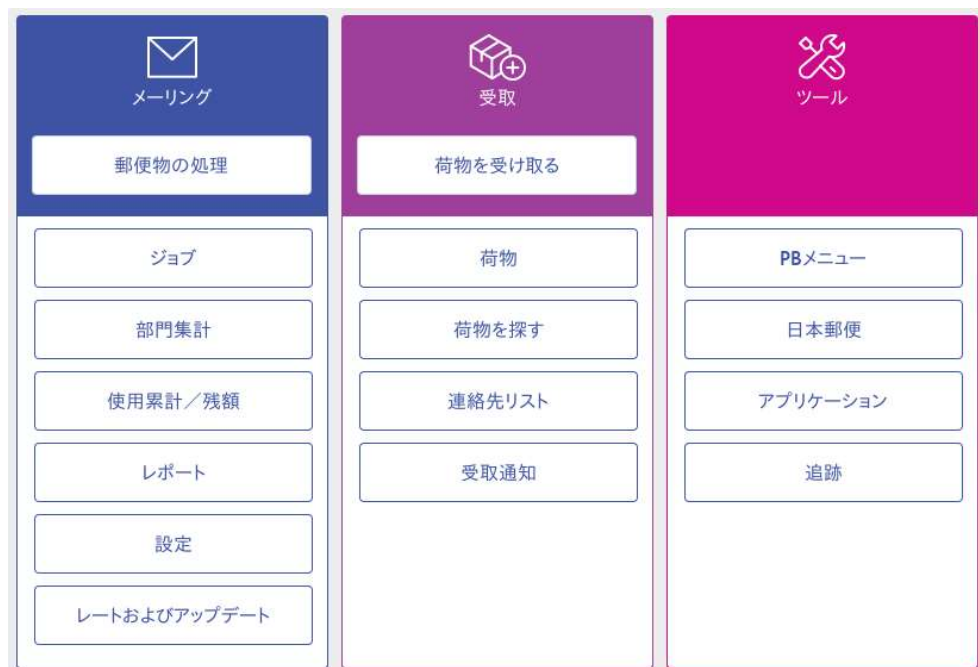 メーリング
郵便物の処理
ジョブ
部門集計
使用累計／残額
レポート
設定
レートおよびアップデート
受取
荷物を受け取る
荷物
荷物を探す
連絡先リスト
受取通知
ツール
PBメニュー
日本郵便
アプリケーション
追跡